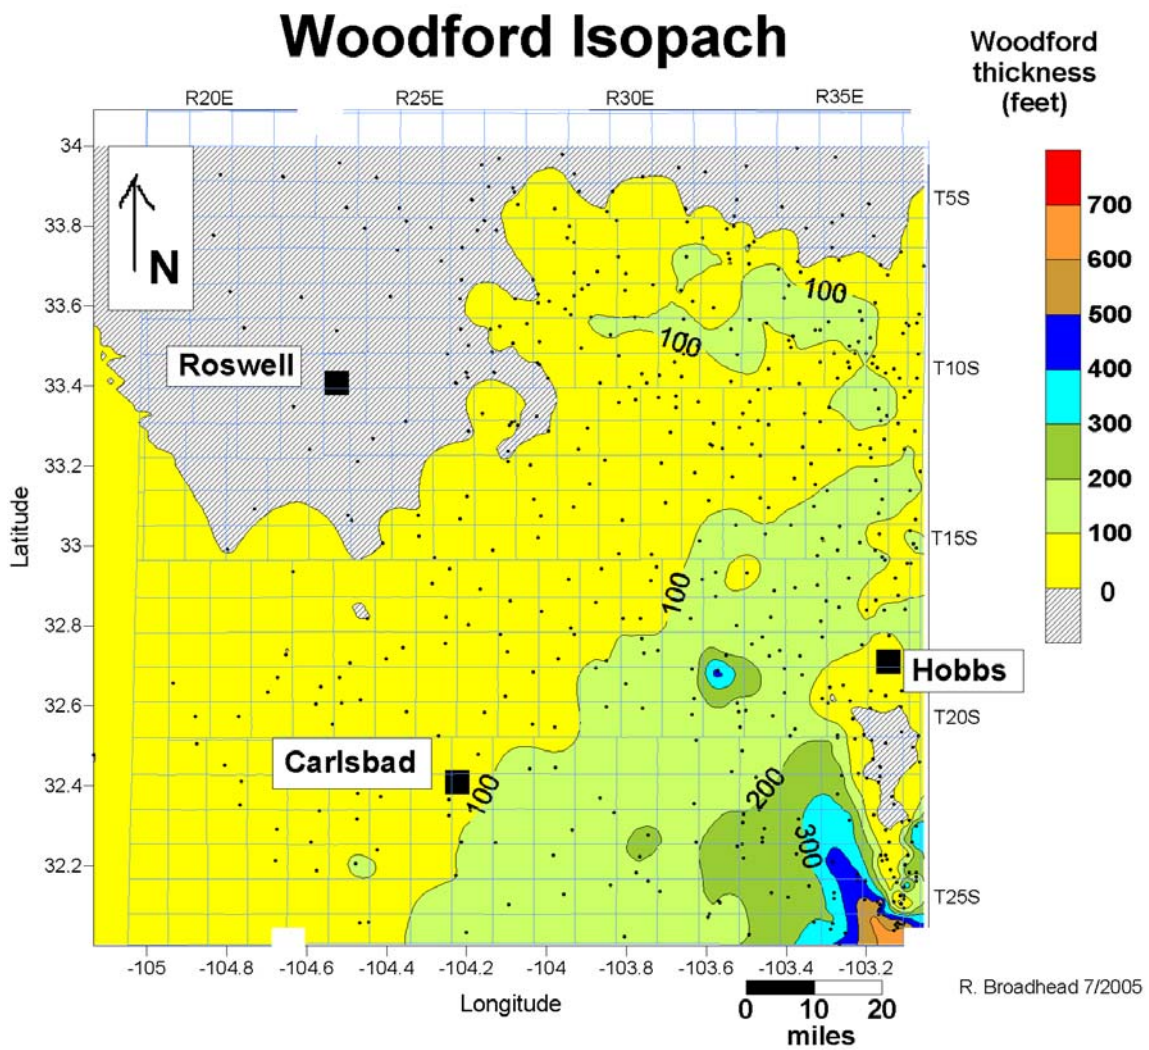 Woodford Isopach
Woodford
thickness
(feet)
R20E
R25E
R30E
R35E
34
33.8
33.6
33.4
33.2
33
32.8
32.6
32.4
32.2
Latitude
N
Roswell
100
100
100
Carlsbad
100
200
300
Hobbs
T5S
T10S
T15S
T20S
T25S
700
600
500
400
300
200
100
0
-105
-104.8
-104.6
-104.4
-104.2
-104
-103.8
-103.6
-103.4
-103.2
Longitude
0 10 20
miles
R. Broadhead 7/2005